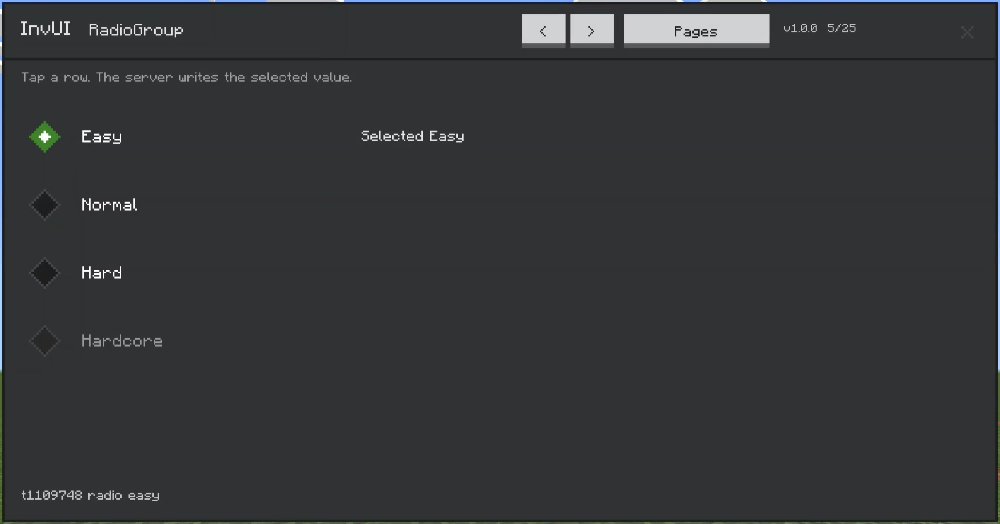 InvUI RadioGroup < > Pages v1.0.0 5/25
Tap a row. The server writes the selected value.
Easy Selected Easy
Normal
Hard
Hardcore
t1109748 radio easy